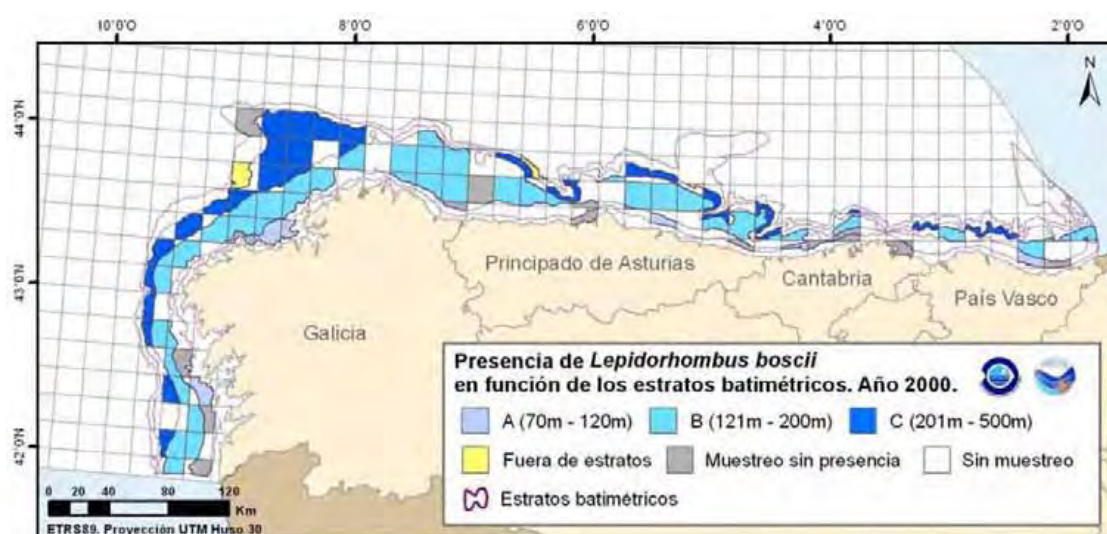 10°0'O 8°0'O 6°0'O 4°0'O 2°0'O
N
44°0'N
43°0'N
42°0'N
Principado de Asturias
Cantabria
País Vasco
Galicia
Presencia de Lepidorhombus boscii
en función de los estratos batimétricos. Año 2000.
A (70m - 120m) B (121m - 200m) C (201m - 500m)
Fuera de estratos Muestreo sin presencia Sin muestreo
Estratos batimétricos
0 20 40 80 120
Km
ETRS89. Proyección UTM Huso 30